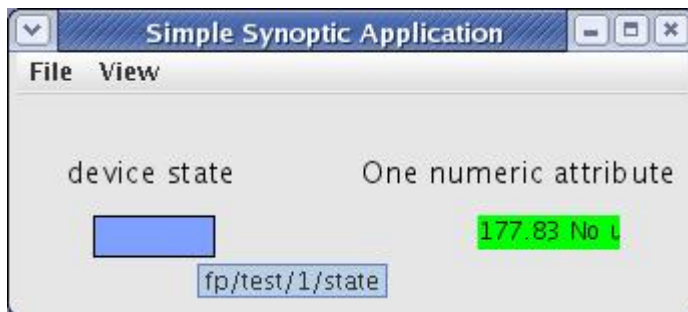 Simple Synoptic Application
File View
device state One numeric attribute
177.83 No
fp/test/1/state